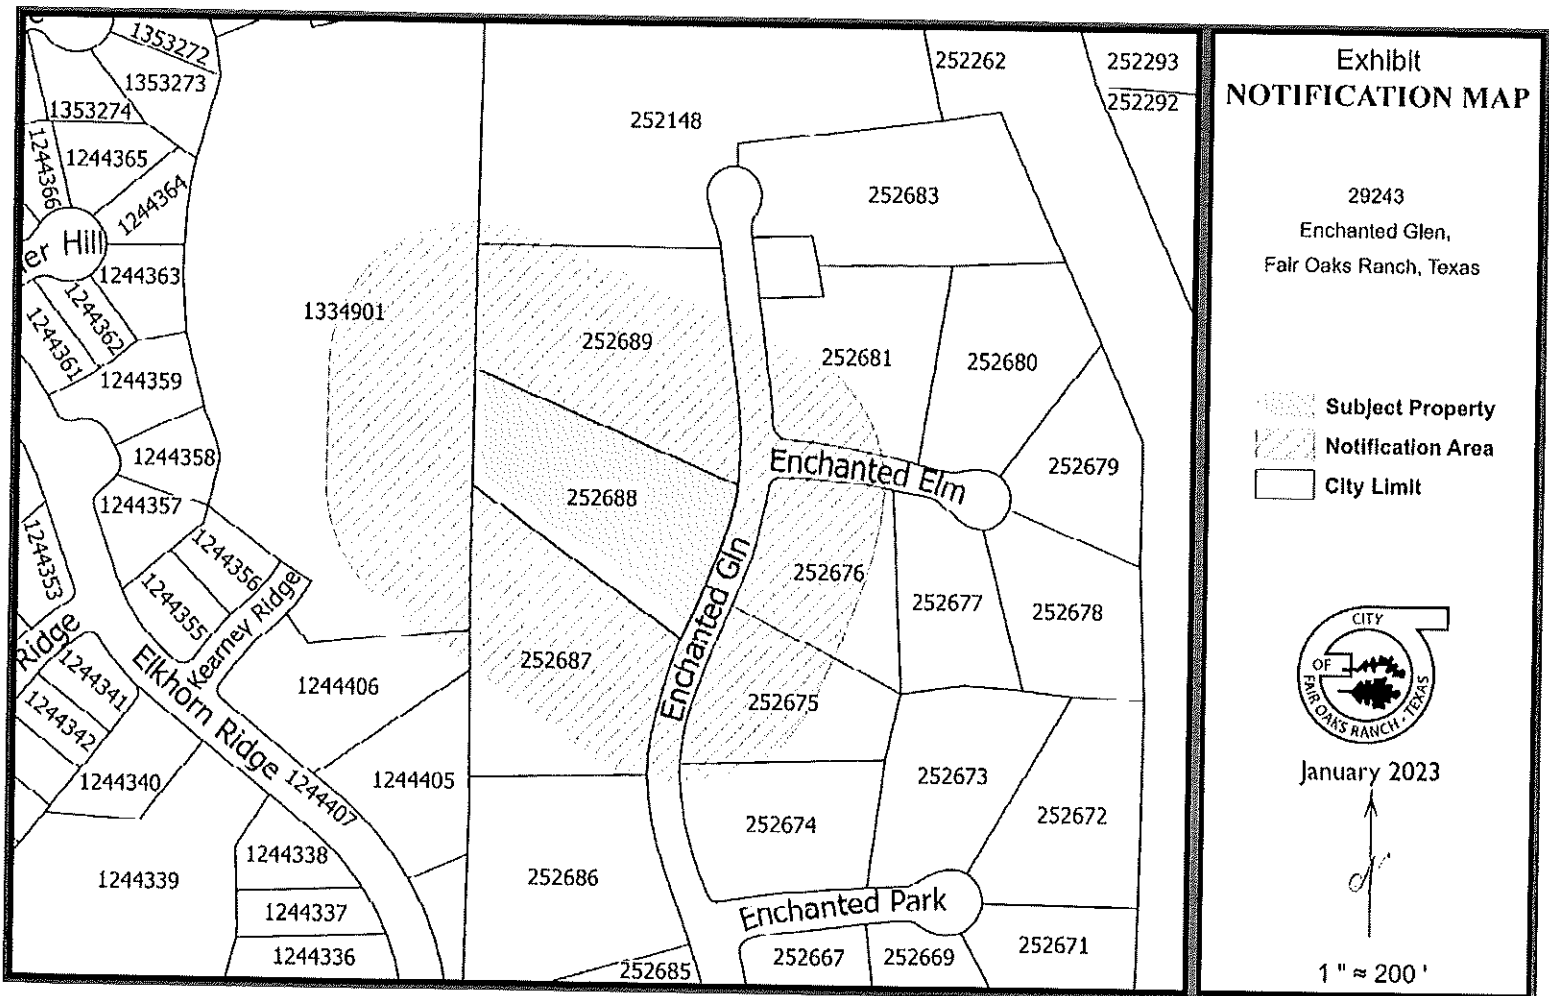 1353272
1353273
1353274
1244365
1244366
1244364
er Hill
1244363
1244362
1244361
1244359
1244358
1244357
1244353
1244356
1244355
Kearney Ridge
Ridge
1244341
1244342
1244340
Elkhorn Ridge
1244407
1244406
1244405
1244339
1244338
1244337
1244336
1334901
252148
252262
252293
252292
252683
252689
252681
252680
252679
Enchanted Elm
252688
Enchanted Gln
252676
252677
252678
252687
252675
252673
252672
252674
252686
Enchanted Park
252667
252669
252671
252685
Exhibit
NOTIFICATION MAP
29243
Enchanted Glen,
Fair Oaks Ranch, Texas
Subject Property
Notification Area
City Limit
CITY
OF
FAIR OAKS RANCH • TEXAS
January 2023
1 " ≈ 200 '